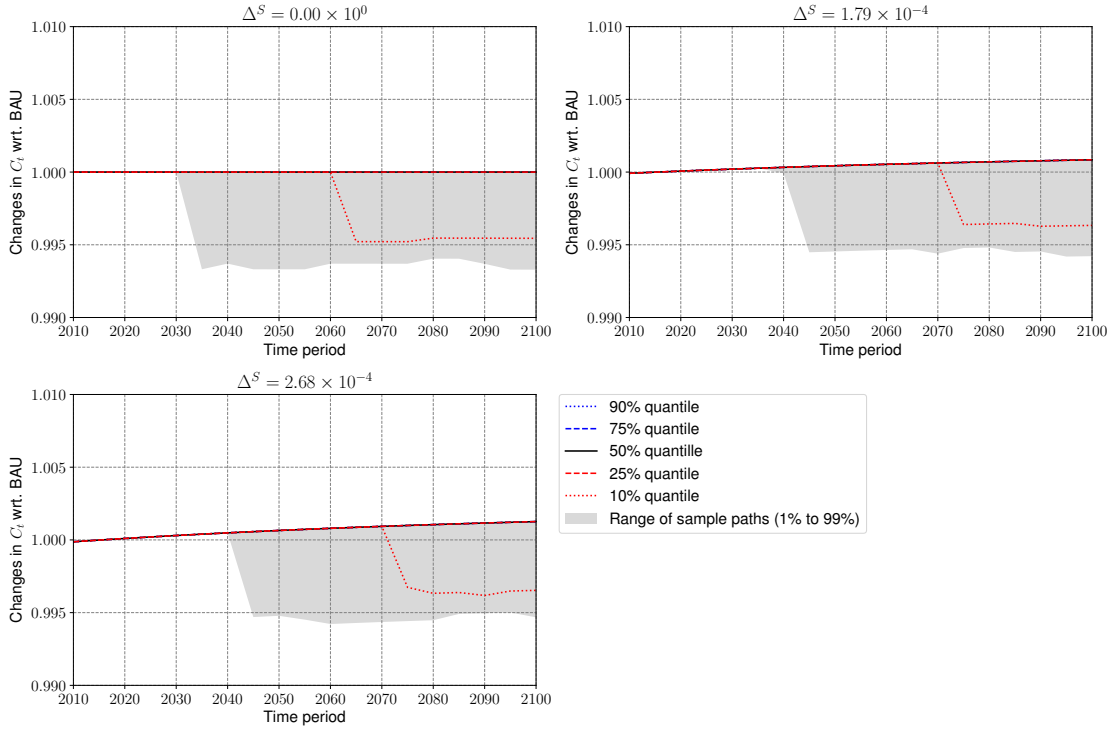 Δ^S = 0.00 × 10^0
1.010
1.005
1.000
0.995
0.990
Changes in C_t wrt. BAU
2010 2020 2030 2040 2050 2060 2070 2080 2090 2100
Time period
Δ^S = 1.79 × 10^−4
1.010
1.005
1.000
0.995
0.990
Changes in C_t wrt. BAU
2010 2020 2030 2040 2050 2060 2070 2080 2090 2100
Time period
Δ^S = 2.68 × 10^−4
1.010
1.005
1.000
0.995
0.990
Changes in C_t wrt. BAU
2010 2020 2030 2040 2050 2060 2070 2080 2090 2100
Time period
90% quantile
75% quantile
50% quantille
25% quantile
10% quantile
Range of sample paths (1% to 99%)